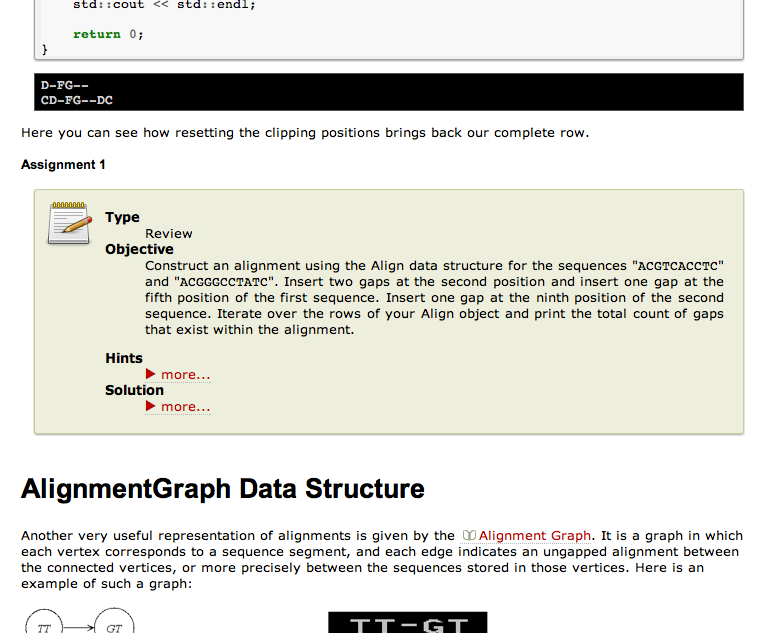 std::cout << std::endl;
return 0;
}
D-FG--
CD-FG--DC
Here you can see how resetting the clipping positions brings back our complete row.
Assignment 1
Type
Review
Objective
Construct an alignment using the Align data structure for the sequences "ACGTCACCTC"
and "ACGGGCCTATC". Insert two gaps at the second position and insert one gap at the
fifth position of the first sequence. Insert one gap at the ninth position of the second
sequence. Iterate over the rows of your Align object and print the total count of gaps
that exist within the alignment.
Hints
more...
Solution
more...
AlignmentGraph Data Structure
Another very useful representation of alignments is given by the Alignment Graph. It is a graph in which
each vertex corresponds to a sequence segment, and each edge indicates an ungapped alignment between
the connected vertices, or more precisely between the sequences stored in those vertices. Here is an
example of such a graph:
TT GT TT-GT